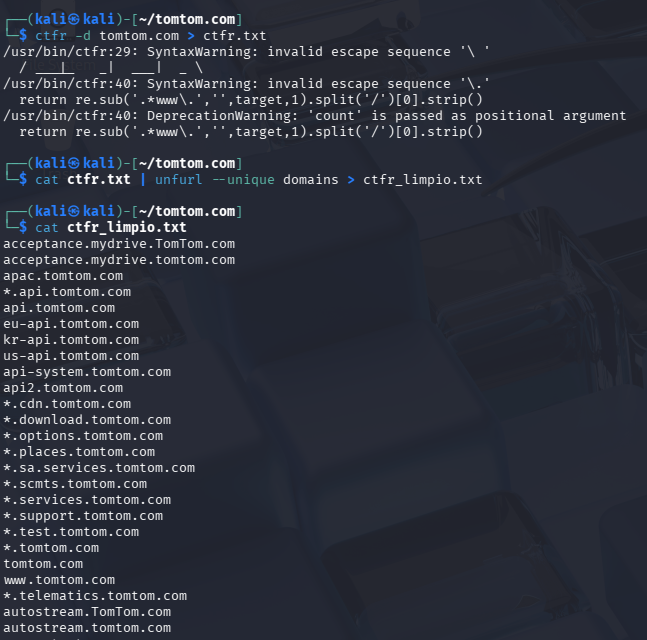 ┌──(kali㉿kali)-[~/tomtom.com]
└─$ ctfr -d tomtom.com > ctfr.txt
/usr/bin/ctfr:29: SyntaxWarning: invalid escape sequence '\ '
  / ____|__   _|  ___|  _ \
/usr/bin/ctfr:40: SyntaxWarning: invalid escape sequence '\.'
  return re.sub('.*www\.','',target,1).split('/')[0].strip()
/usr/bin/ctfr:40: DeprecationWarning: 'count' is passed as positional argument
  return re.sub('.*www\.','',target,1).split('/')[0].strip()
┌──(kali㉿kali)-[~/tomtom.com]
└─$ cat ctfr.txt | unfurl --unique domains > ctfr_limpio.txt
┌──(kali㉿kali)-[~/tomtom.com]
└─$ cat ctfr_limpio.txt
acceptance.mydrive.TomTom.com
acceptance.mydrive.tomtom.com
apac.tomtom.com
*.api.tomtom.com
api.tomtom.com
eu-api.tomtom.com
kr-api.tomtom.com
us-api.tomtom.com
api-system.tomtom.com
api2.tomtom.com
*.cdn.tomtom.com
*.download.tomtom.com
*.options.tomtom.com
*.places.tomtom.com
*.sa.services.tomtom.com
*.scmts.tomtom.com
*.services.tomtom.com
*.support.tomtom.com
*.test.tomtom.com
*.tomtom.com
tomtom.com
www.tomtom.com
*.telematics.tomtom.com
autostream.TomTom.com
autostream.tomtom.com